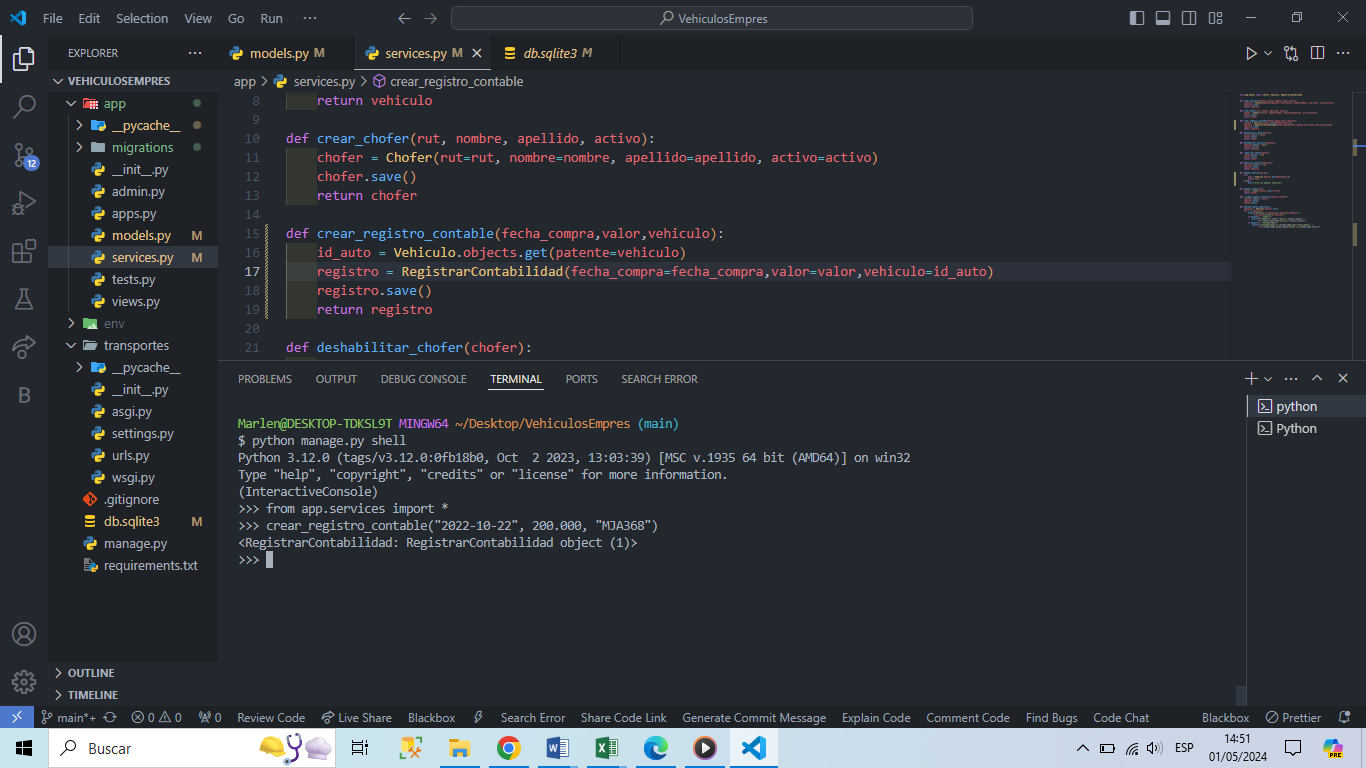 File Edit Selection View Go Run ··· VehiculosEmpres
EXPLORER ···
models.py M services.py M db.sqlite3 M
VEHICULOSEMPRES
app > services.py > crear_registro_contable
app
__pycache__
migrations
__init__.py
admin.py
apps.py
models.py M
services.py M
tests.py
views.py
env
transportes
__pycache__
__init__.py
asgi.py
settings.py
urls.py
wsgi.py
.gitignore
db.sqlite3 M
manage.py
requirements.txt
OUTLINE
TIMELINE
12
B
8 return vehiculo
9
10 def crear_chofer(rut, nombre, apellido, activo):
11 chofer = Chofer(rut=rut, nombre=nombre, apellido=apellido, activo=activo)
12 chofer.save()
13 return chofer
14
15 def crear_registro_contable(fecha_compra,valor,vehiculo):
16 id_auto = Vehiculo.objects.get(patente=vehiculo)
17 registro = RegistrarContabilidad(fecha_compra=fecha_compra,valor=valor,vehiculo=id_auto)
18 registro.save()
19 return registro
20
21 def deshabilitar_chofer(chofer):
PROBLEMS OUTPUT DEBUG CONSOLE TERMINAL PORTS SEARCH ERROR
python
Python
Marlen@DESKTOP-TDKSL9T MINGW64 ~/Desktop/VehiculosEmpres (main)
$ python manage.py shell
Python 3.12.0 (tags/v3.12.0:0fb18b0, Oct  2 2023, 13:03:39) [MSC v.1935 64 bit (AMD64)] on win32
Type "help", "copyright", "credits" or "license" for more information.
(InteractiveConsole)
>>> from app.services import *
>>> crear_registro_contable("2022-10-22", 200.000, "MJA368")
<RegistrarContabilidad: RegistrarContabilidad object (1)>
>>>
main*+ 0 0 0 Review Code Live Share Blackbox Search Error Share Code Link Generate Commit Message Explain Code Comment Code Find Bugs Code Chat Blackbox Prettier
Buscar
ESP
14:51
01/05/2024
PRE